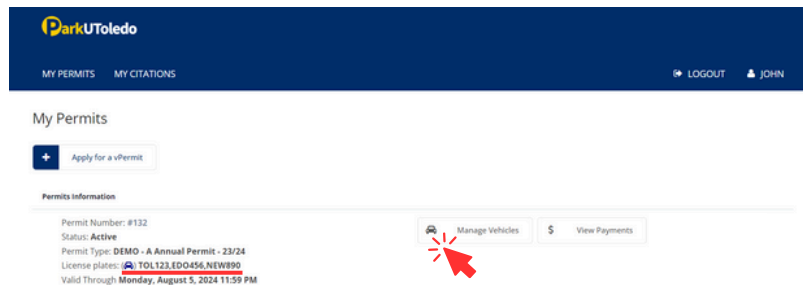 ParkUToledo
MY PERMITS MY CITATIONS LOGOUT JOHN
My Permits
+ Apply for a vPermit
Permits Information
Permit Number: #132
Status: Active
Manage Vehicles $ View Payments
Permit Type: DEMO - A Annual Permit - 23/24
License plates: () TOL123,EDO456,NEW890
Valid Through Monday, August 5, 2024 11:59 PM